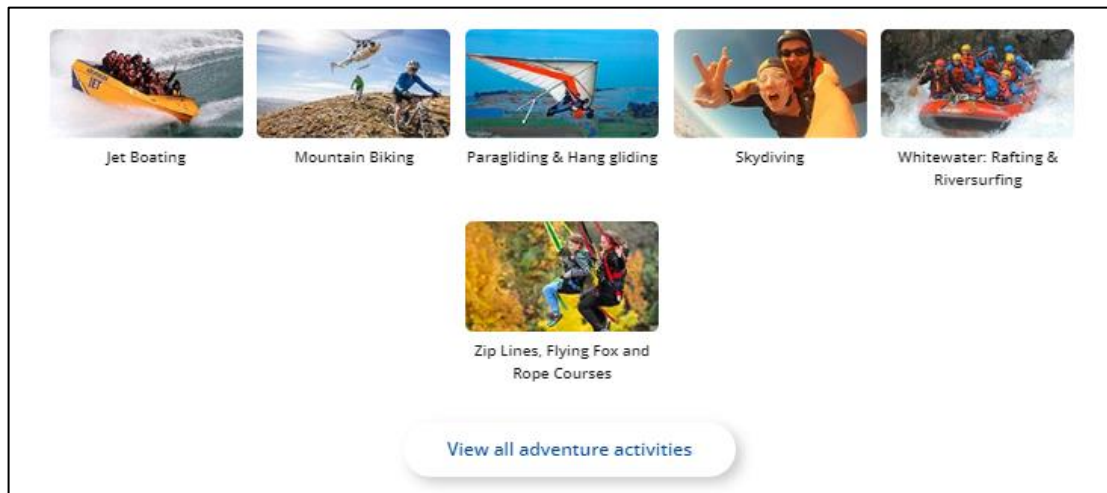 Jet Boating
Mountain Biking
Paragliding & Hang gliding
Skydiving
Whitewater: Rafting &
Riversurfing
Zip Lines, Flying Fox and
Rope Courses
View all adventure activities